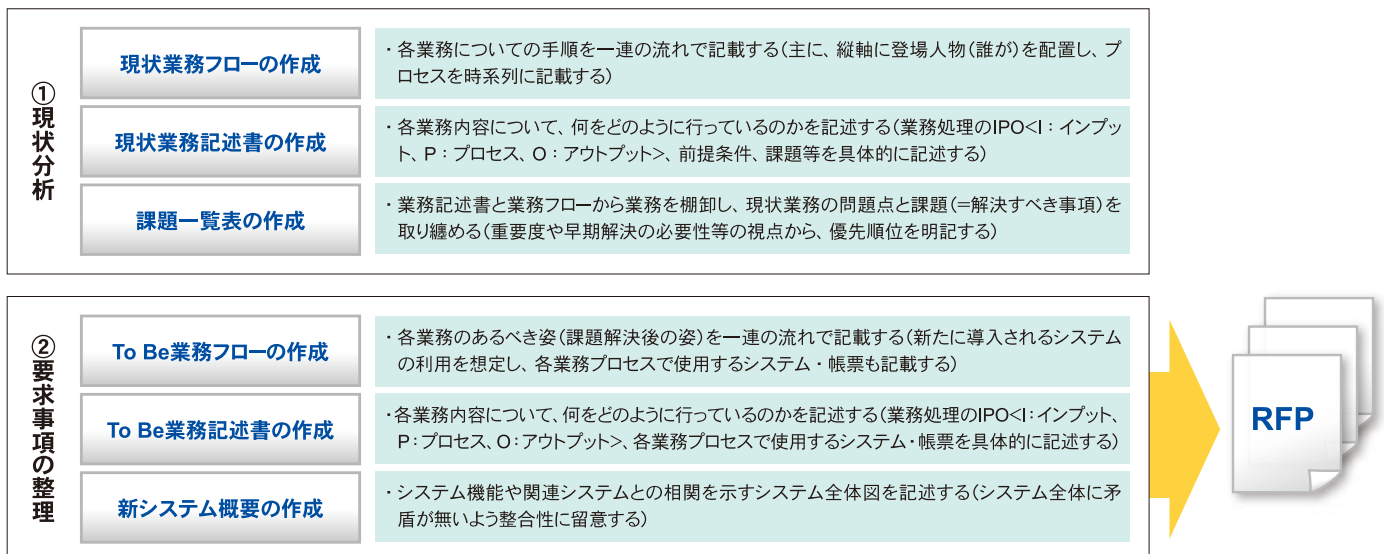 ①現状分析
現状業務フローの作成
・各業務についての手順を一連の流れで記載する(主に、縦軸に登場人物(誰が)を配置し、プ
ロセスを時系列に記載する)
現状業務記述書の作成
・各業務内容について、何をどのように行っているのかを記述する(業務処理のIPO<I：インプッ
ト、P：プロセス、O：アウトプット>、前提条件、課題等を具体的に記述する)
課題一覧表の作成
・業務記述書と業務フローから業務を棚卸し、現状業務の問題点と課題(=解決すべき事項)を
取り纏める(重要度や早期解決の必要性等の視点から、優先順位を明記する)
②要求事項の整理
To Be業務フローの作成
・各業務のあるべき姿(課題解決後の姿)を一連の流れで記載する(新たに導入されるシステム
の利用を想定し、各業務プロセスで使用するシステム・帳票も記載する)
To Be業務記述書の作成
・各業務内容について、何をどのように行っているのかを記述する(業務処理のIPO<I：インプット、
P：プロセス、O：アウトプット>、各業務プロセスで使用するシステム・帳票を具体的に記述する)
新システム概要の作成
・システム機能や関連システムとの相関を示すシステム全体図を記述する(システム全体に矛
盾が無いよう整合性に留意する)
RFP